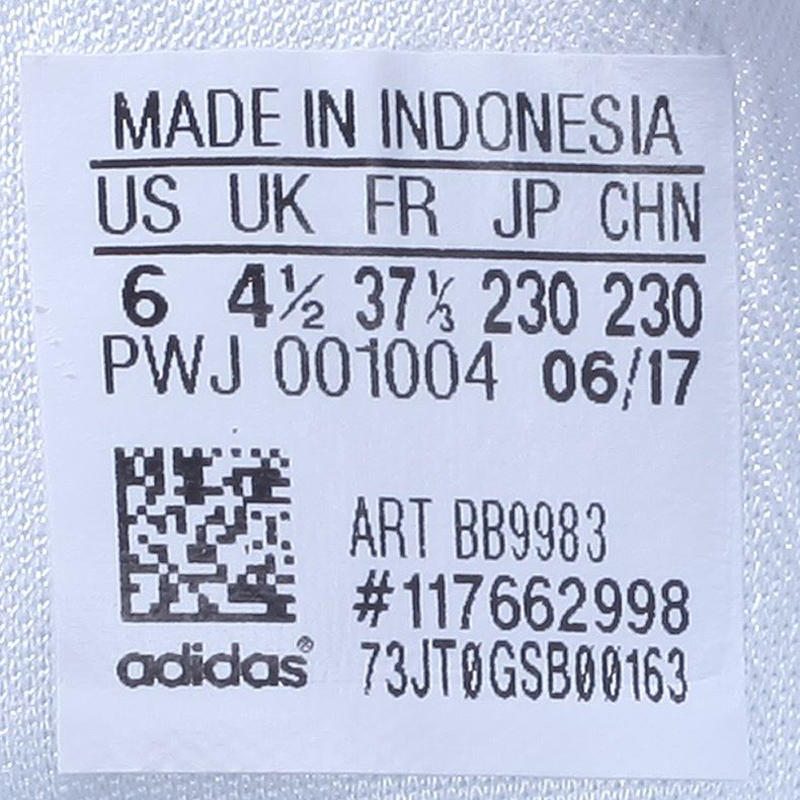 MADE IN INDONESIA
US UK FR JP CHN
6 4½ 37⅓ 230 230
PWJ 001004 06/17
ART BB9983
#117662998
adidas® 73JT0GSB00163